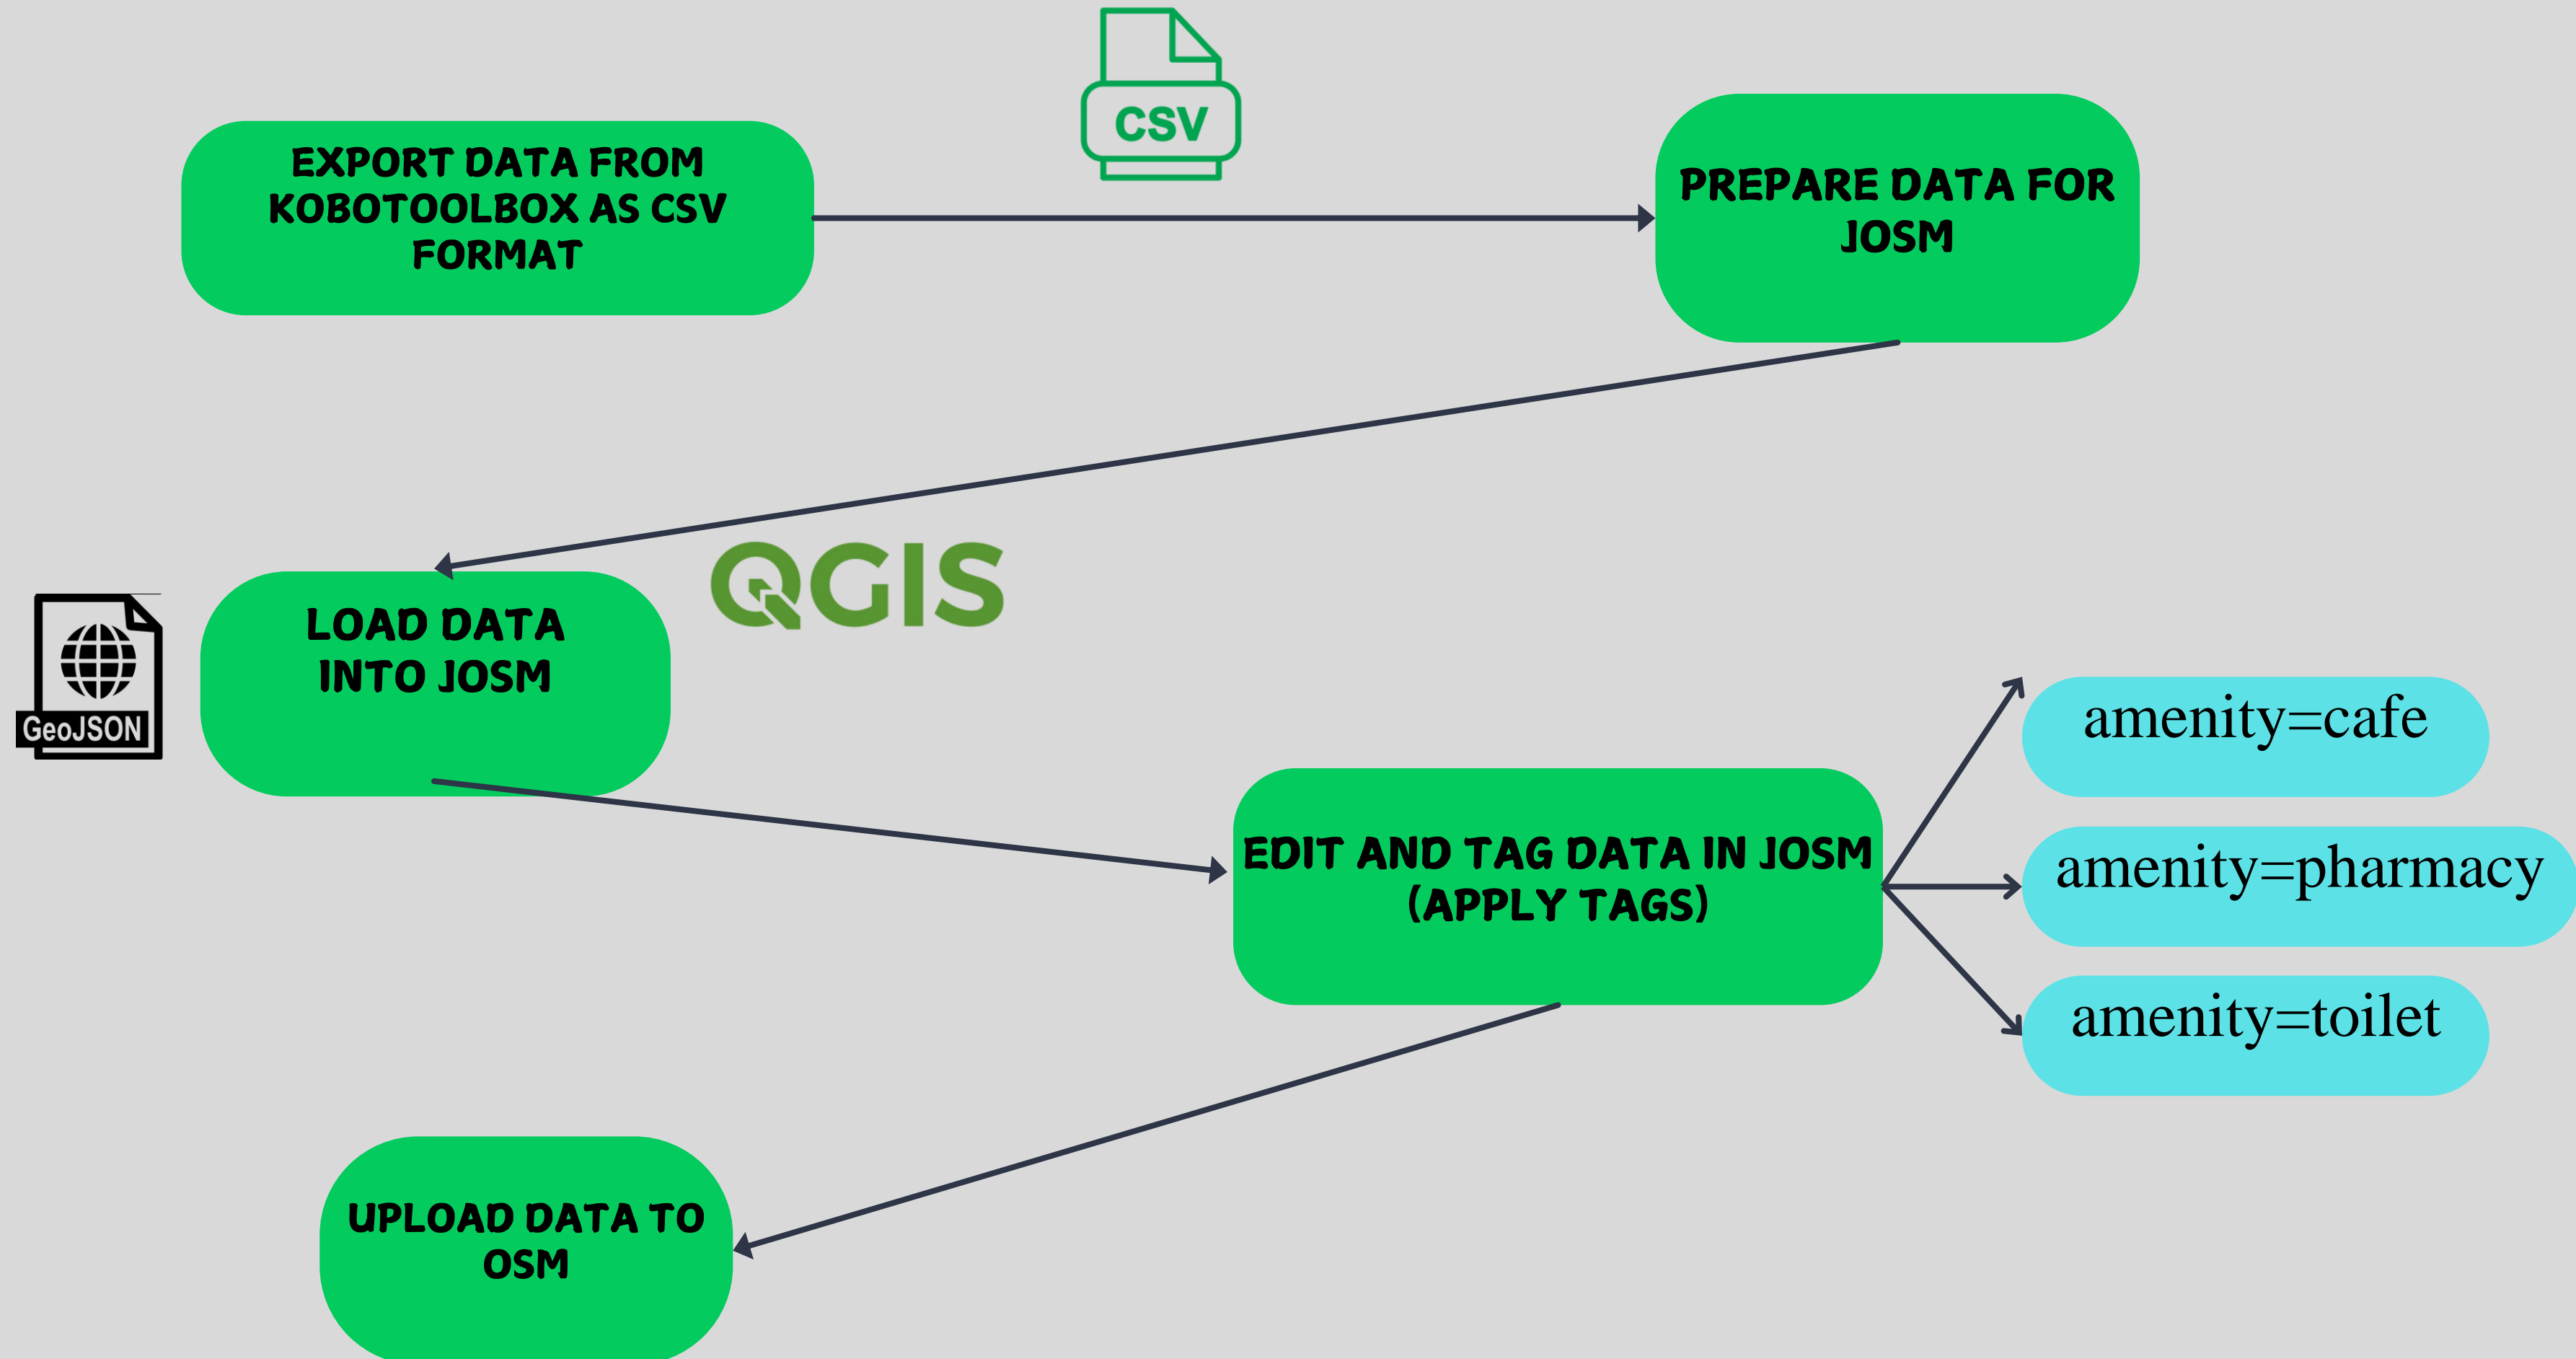 CSV
EXPORT DATA FROM
KOBOTOOLBOX AS CSV
FORMAT
PREPARE DATA FOR
JOSM
QGIS
LOAD DATA
INTO JOSM
GeoJSON
EDIT AND TAG DATA IN JOSM
(APPLY TAGS)
amenity=cafe
amenity=pharmacy
amenity=toilet
UPLOAD DATA TO
OSM